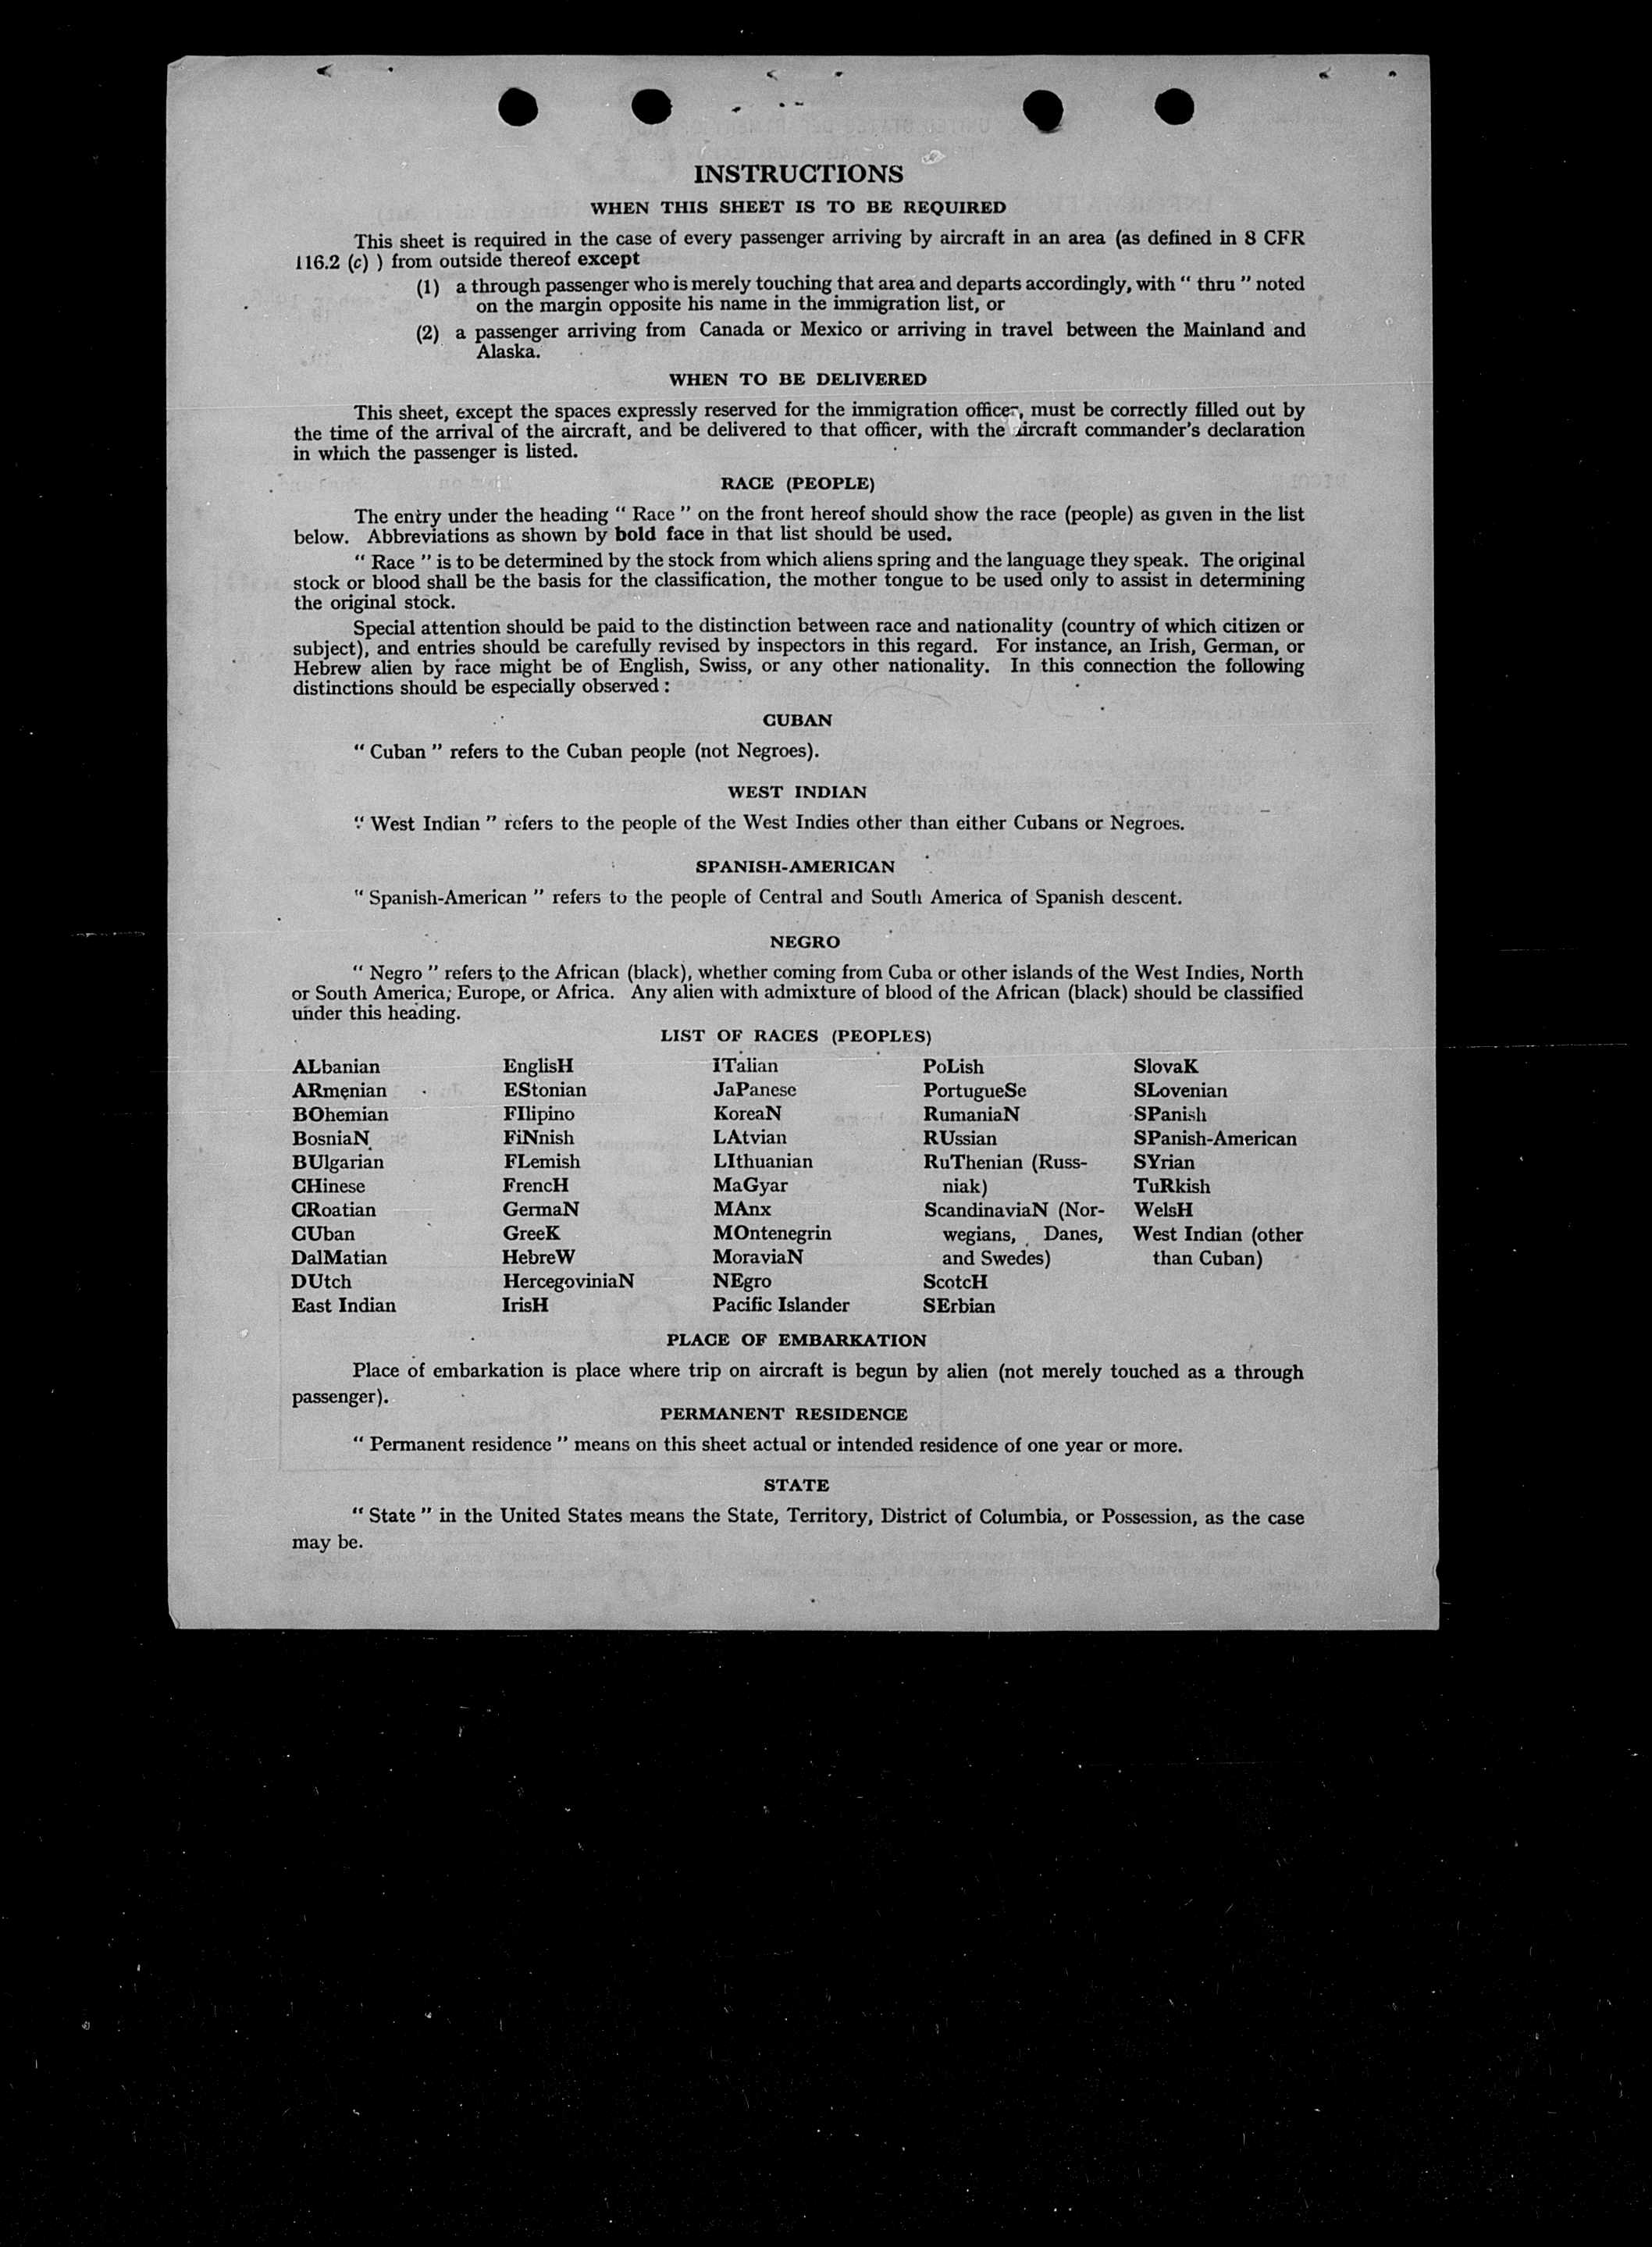 INSTRUCTIONS
WHEN THIS SHEET IS TO BE REQUIRED
This sheet is required in the case of every passenger arriving by aircraft in an area (as defined in 8 CFR
116.2 (c) ) from outside thereof except
(1) a through passenger who is merely touching that area and departs accordingly, with " thru " noted
on the margin opposite his name in the immigration list, or
(2) a passenger arriving from Canada or Mexico or arriving in travel between the Mainland and
Alaska.
WHEN TO BE DELIVERED
This sheet, except the spaces expressly reserved for the immigration officer, must be correctly filled out by
the time of the arrival of the aircraft, and be delivered to that officer, with the aircraft commander's declaration
in which the passenger is listed.
RACE (PEOPLE)
The entry under the heading " Race " on the front hereof should show the race (people) as given in the list
below. Abbreviations as shown by bold face in that list should be used.
" Race " is to be determined by the stock from which aliens spring and the language they speak. The original
stock or blood shall be the basis for the classification, the mother tongue to be used only to assist in determining
the original stock.
Special attention should be paid to the distinction between race and nationality (country of which citizen or
subject), and entries should be carefully revised by inspectors in this regard. For instance, an Irish, German, or
Hebrew alien by race might be of English, Swiss, or any other nationality. In this connection the following
distinctions should be especially observed :
CUBAN
" Cuban " refers to the Cuban people (not Negroes).
WEST INDIAN
" West Indian " refers to the people of the West Indies other than either Cubans or Negroes.
SPANISH-AMERICAN
" Spanish-American " refers to the people of Central and South America of Spanish descent.
NEGRO
" Negro " refers to the African (black), whether coming from Cuba or other islands of the West Indies, North
or South America, Europe, or Africa. Any alien with admixture of blood of the African (black) should be classified
under this heading.
LIST OF RACES (PEOPLES)
ALbanian
ARmenian
BOhemian
BosniaN
BUlgarian
CHinese
CRoatian
CUban
DalMatian
DUtch
East Indian
EnglisH
EStonian
FIlipino
FiNnish
FLemish
FrencH
GermaN
GreeK
HebreW
HercegoviniaN
IrisH
ITalian
JaPanese
KoreaN
LAtvian
LIthuanian
MaGyar
MAnx
MOntenegrin
MoraviaN
NEgro
Pacific Islander
PoLish
PortugueSe
RumaniaN
RUssian
RuThenian (Russ-
niak)
ScandinaviaN (Nor-
wegians, Danes,
and Swedes)
ScotcH
SErbian
SlovaK
SLovenian
SPanish
SPanish-American
SYrian
TuRkish
WelsH
West Indian (other
than Cuban)
PLACE OF EMBARKATION
Place of embarkation is place where trip on aircraft is begun by alien (not merely touched as a through
passenger).
PERMANENT RESIDENCE
" Permanent residence " means on this sheet actual or intended residence of one year or more.
STATE
" State " in the United States means the State, Territory, District of Columbia, or Possession, as the case
may be.